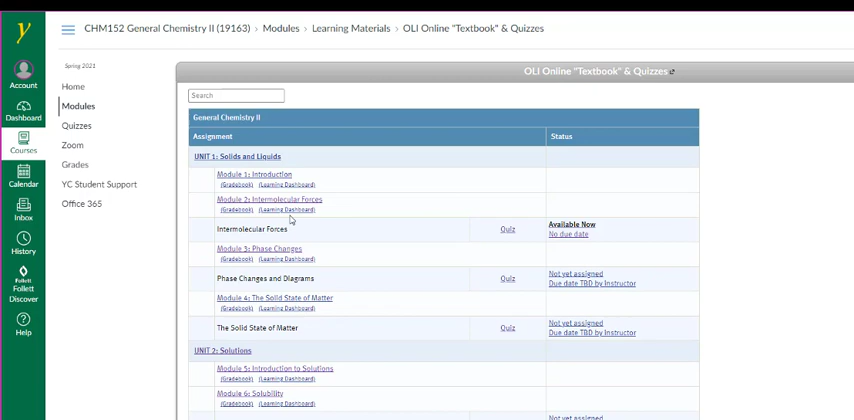 y
CHM152 General Chemistry II (19163) > Modules > Learning Materials > OLI Online "Textbook" & Quizzes
Spring 2021
Account
Dashboard
Courses
Calendar
Inbox
History
Follett
Discover
Help
Home
Modules
Quizzes
Zoom
Grades
YC Student Support
Office 365
OLI Online "Textbook" & Quizzes
Search
General Chemistry II
Assignment Status
UNIT 1: Solids and Liquids
Module 1: Introduction
(Gradebook) (Learning Dashboard)
Module 2: Intermolecular Forces
(Gradebook) (Learning Dashboard)
Intermolecular Forces Quiz Available Now
No due date
Module 3: Phase Changes
(Gradebook) (Learning Dashboard)
Phase Changes and Diagrams Quiz Not yet assigned
Due date TBD by Instructor
Module 4: The Solid State of Matter
(Gradebook) (Learning Dashboard)
The Solid State of Matter Quiz Not yet assigned
Due date TBD by Instructor
UNIT 2: Solutions
Module 5: Introduction to Solutions
(Gradebook) (Learning Dashboard)
Module 6: Solubility
(Gradebook) (Learning Dashboard)
Not yet assigned